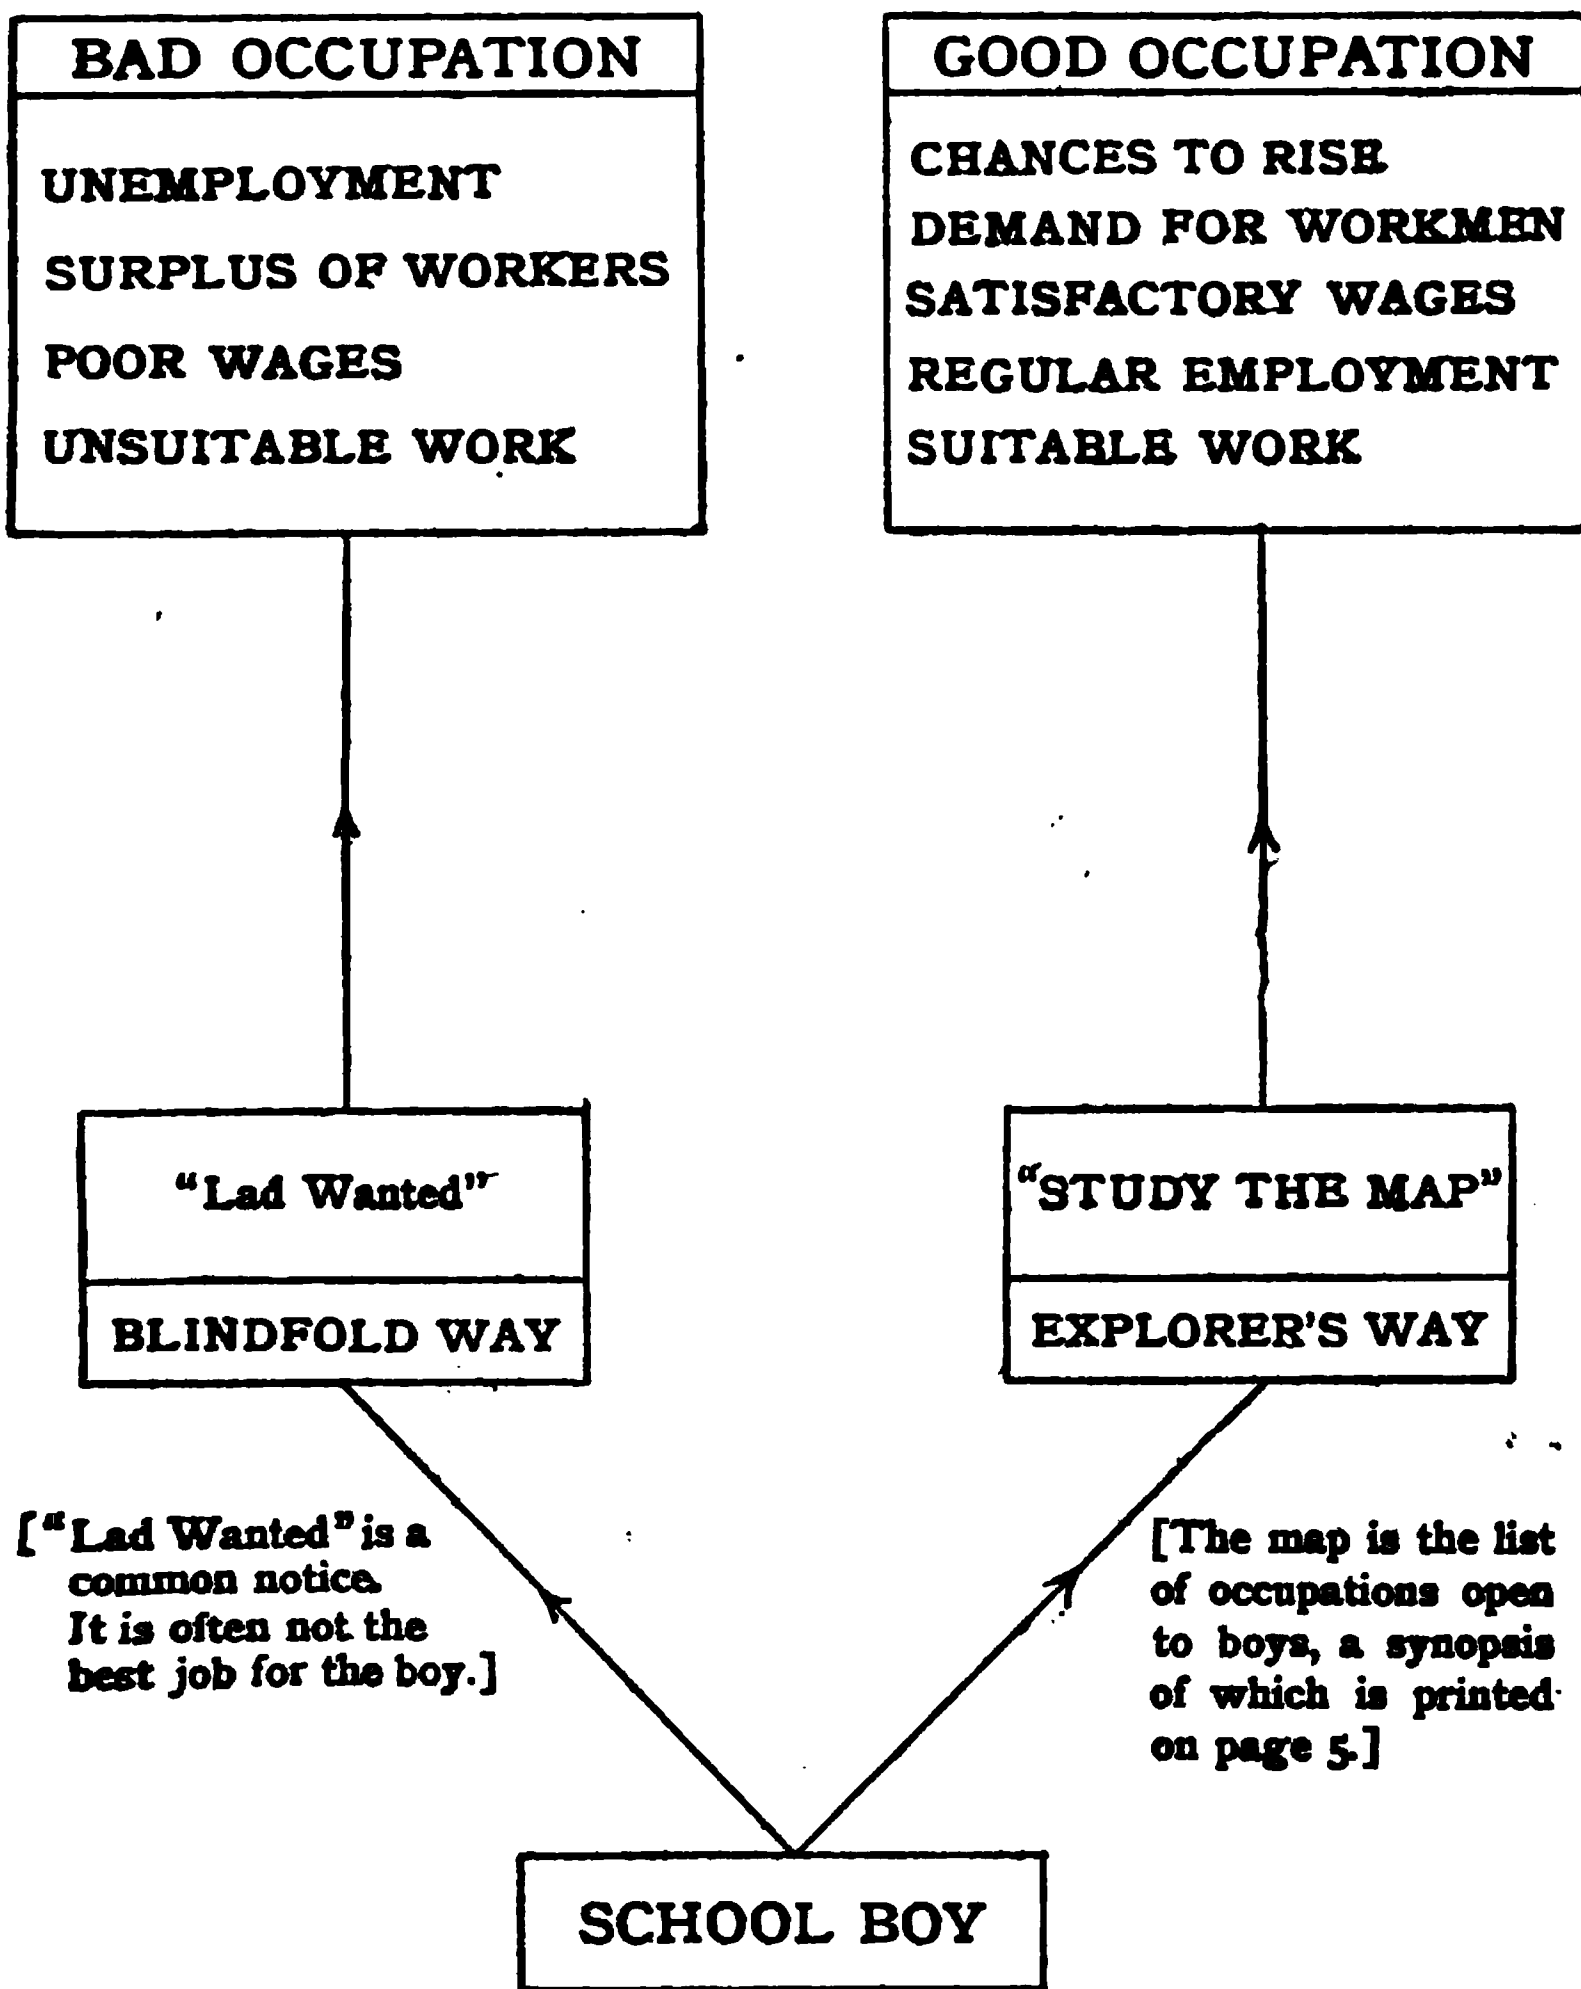 BAD OCCUPATION
UNEMPLOYMENT
SURPLUS OF WORKERS
POOR WAGES
UNSUITABLE WORK
GOOD OCCUPATION
CHANCES TO RISE
DEMAND FOR WORKMEN
SATISFACTORY WAGES
REGULAR EMPLOYMENT
SUITABLE WORK
“Lad Wanted”
BLINDFOLD WAY
“STUDY THE MAP”
EXPLORER'S WAY
[“Lad Wanted” is a
common notice.
It is often not the
best job for the boy.]
[The map is the list
of occupations open
to boys, a synopsis
of which is printed
on page 5.]
SCHOOL BOY